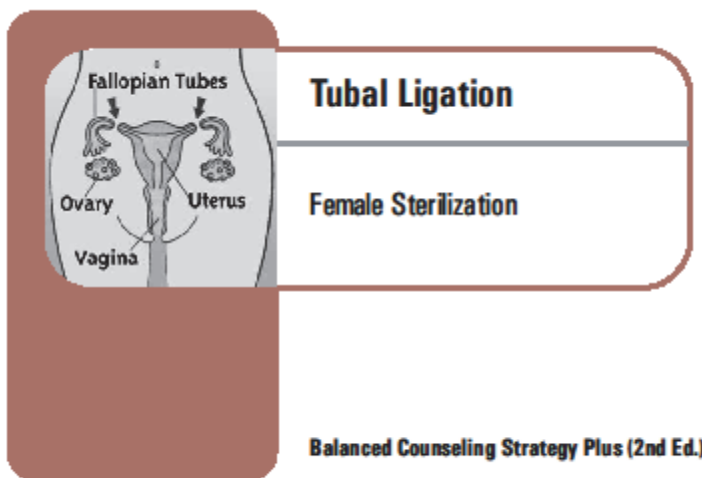 Fallopian Tubes
Ovary
Uterus
Vagina
Tubal Ligation
Female Sterilization
Balanced Counseling Strategy Plus (2nd Ed.)